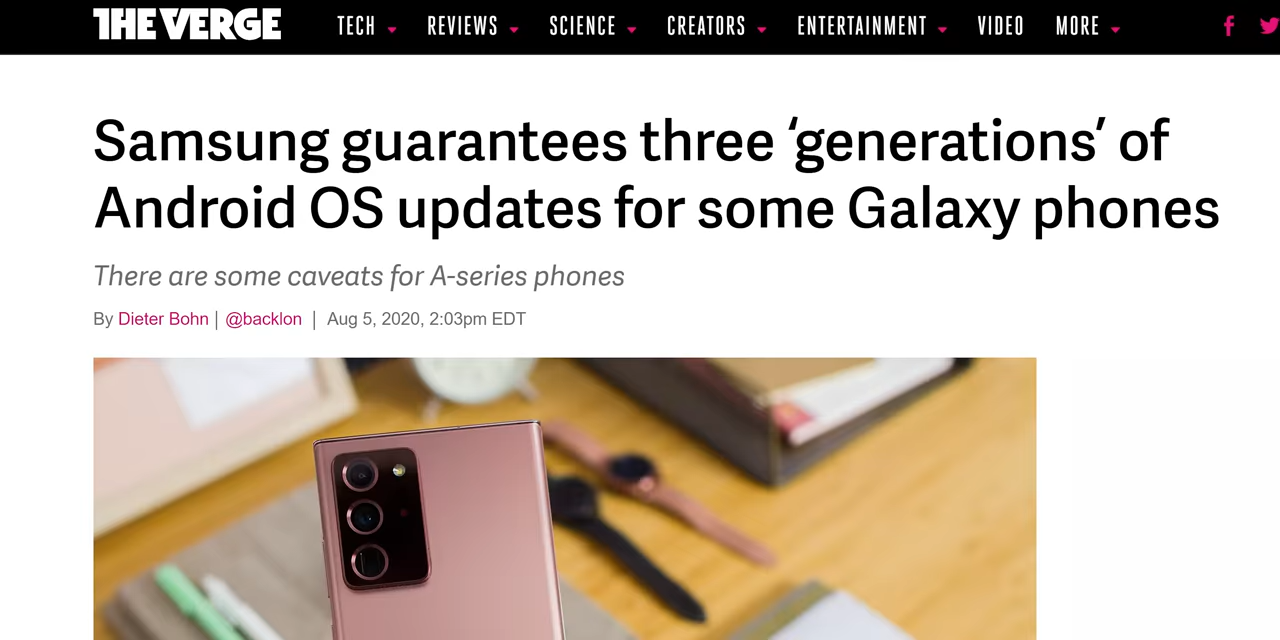 THE VERGE TECH REVIEWS SCIENCE CREATORS ENTERTAINMENT VIDEO MORE
Samsung guarantees three ‘generations’ of
Android OS updates for some Galaxy phones
There are some caveats for A-series phones
By Dieter Bohn | @backlon | Aug 5, 2020, 2:03pm EDT